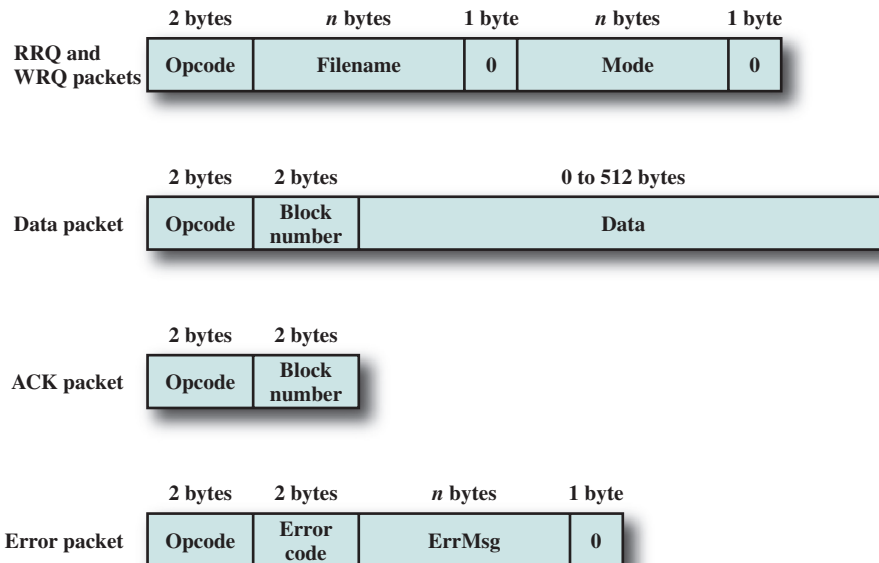 2 bytes n bytes 1 byte n bytes 1 byte
RRQ and
WRQ packets
Opcode Filename 0 Mode 0
2 bytes 2 bytes 0 to 512 bytes
Data packet Opcode Block
number Data
2 bytes 2 bytes
ACK packet Opcode Block
number
2 bytes 2 bytes n bytes 1 byte
Error packet Opcode Error
code ErrMsg 0